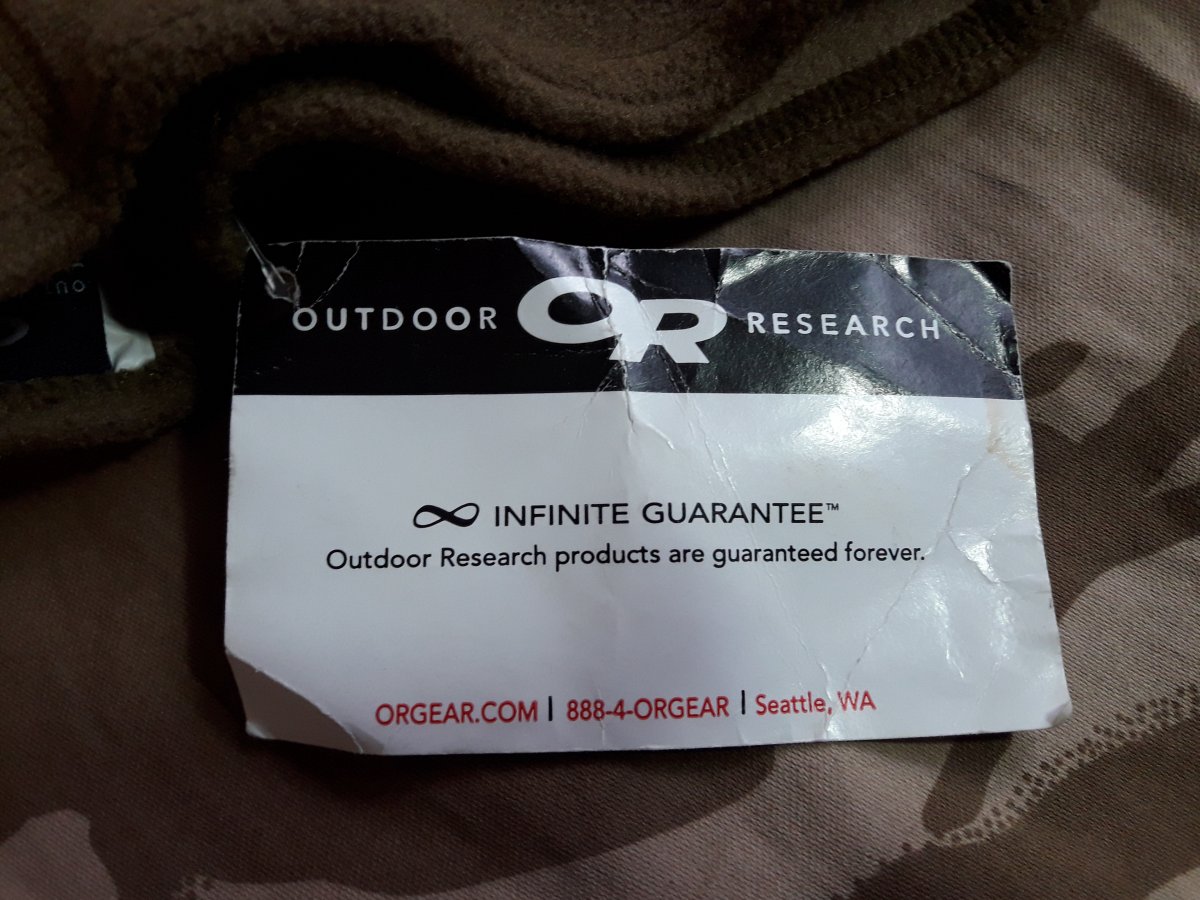 OUTDOOR OR RESEARCH
INFINITE GUARANTEE™
Outdoor Research products are guaranteed forever.
ORGEAR.COM | 888-4-ORGEAR | Seattle, WA